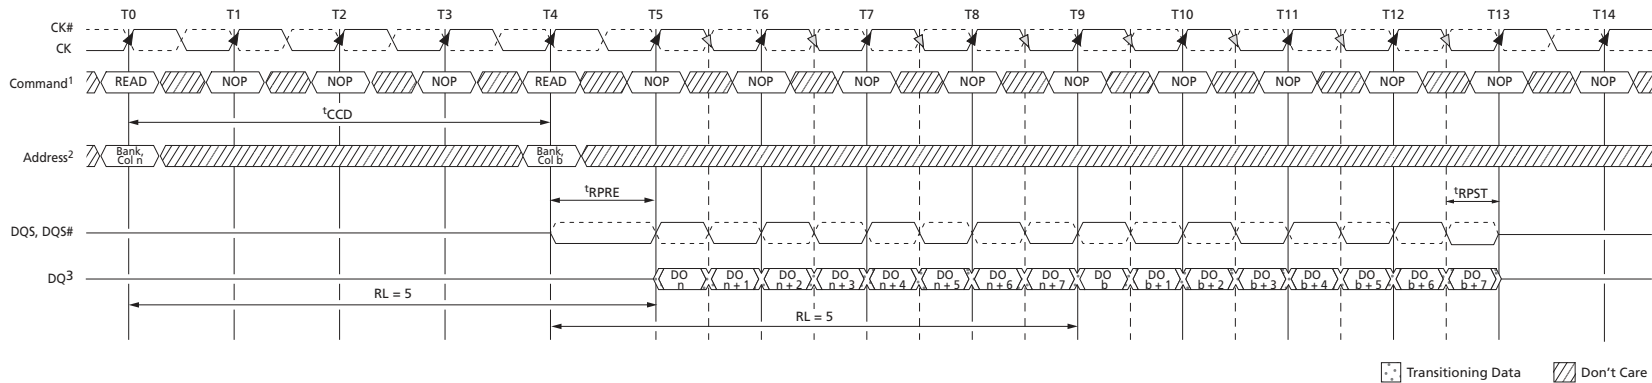 T0 T1 T2 T3 T4 T5 T6 T7 T8 T9 T10 T11 T12 T13 T14
CK#
CK
Command1 READ NOP NOP NOP READ NOP NOP NOP NOP NOP NOP NOP NOP NOP NOP
tCCD
Address2 Bank, Col n Bank, Col b
tRPRE tRPST
DQS, DQS#
DQ3 DO n DO n + 1 DO n + 2 DO n + 3 DO n + 4 DO n + 5 DO n + 6 DO n + 7 DO b DO b + 1 DO b + 2 DO b + 3 DO b + 4 DO b + 5 DO b + 6 DO b + 7
RL = 5
RL = 5
Transitioning Data Don't Care